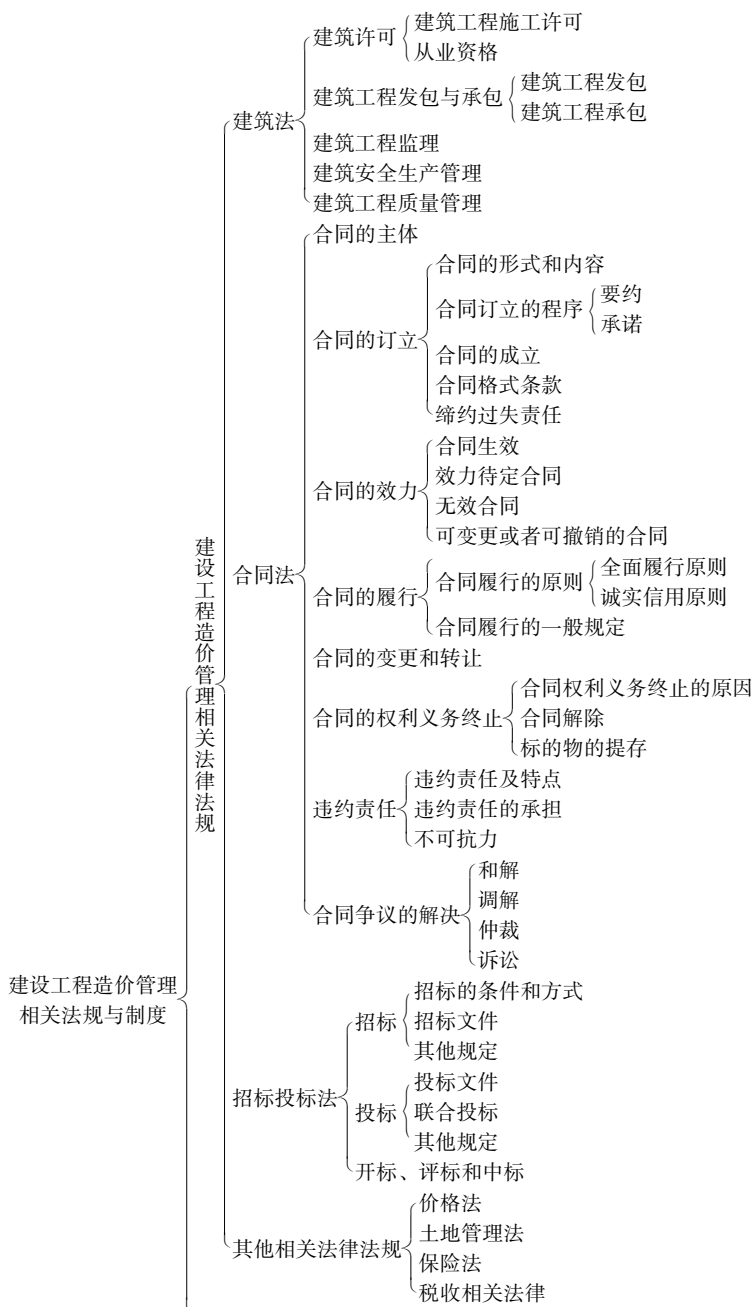 建设工程造价管理
相关法规与制度
建设工程造价管理相关法律法规
建筑法
建筑许可
建筑工程施工许可
从业资格
建筑工程发包与承包
建筑工程发包
建筑工程承包
建筑工程监理
建筑安全生产管理
建筑工程质量管理
合同法
合同的主体
合同的订立
合同的形式和内容
合同订立的程序
要约
承诺
合同的成立
合同格式条款
缔约过失责任
合同的效力
合同生效
效力待定合同
无效合同
可变更或者可撤销的合同
合同的履行
合同履行的原则
全面履行原则
诚实信用原则
合同履行的一般规定
合同的变更和转让
合同的权利义务终止
合同权利义务终止的原因
合同解除
标的物的提存
违约责任
违约责任及特点
违约责任的承担
不可抗力
合同争议的解决
和解
调解
仲裁
诉讼
招标投标法
招标
招标的条件和方式
招标文件
其他规定
投标
投标文件
联合投标
其他规定
开标、评标和中标
其他相关法律法规
价格法
土地管理法
保险法
税收相关法律